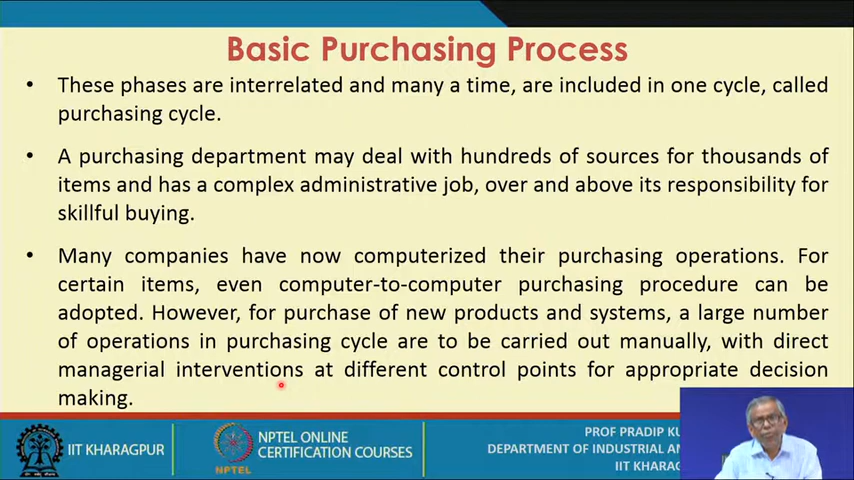 Basic Purchasing Process
• These phases are interrelated and many a time, are included in one cycle, called
purchasing cycle.
• A purchasing department may deal with hundreds of sources for thousands of
items and has a complex administrative job, over and above its responsibility for
skillful buying.
• Many companies have now computerized their purchasing operations. For
certain items, even computer-to-computer purchasing procedure can be
adopted. However, for purchase of new products and systems, a large number
of operations in purchasing cycle are to be carried out manually, with direct
managerial interventions at different control points for appropriate decision
making.
IIT KHARAGPUR
NPTEL
NPTEL ONLINE
CERTIFICATION COURSES
PROF PRADIP
DEPARTMENT OF INDUSTRIAL
IIT